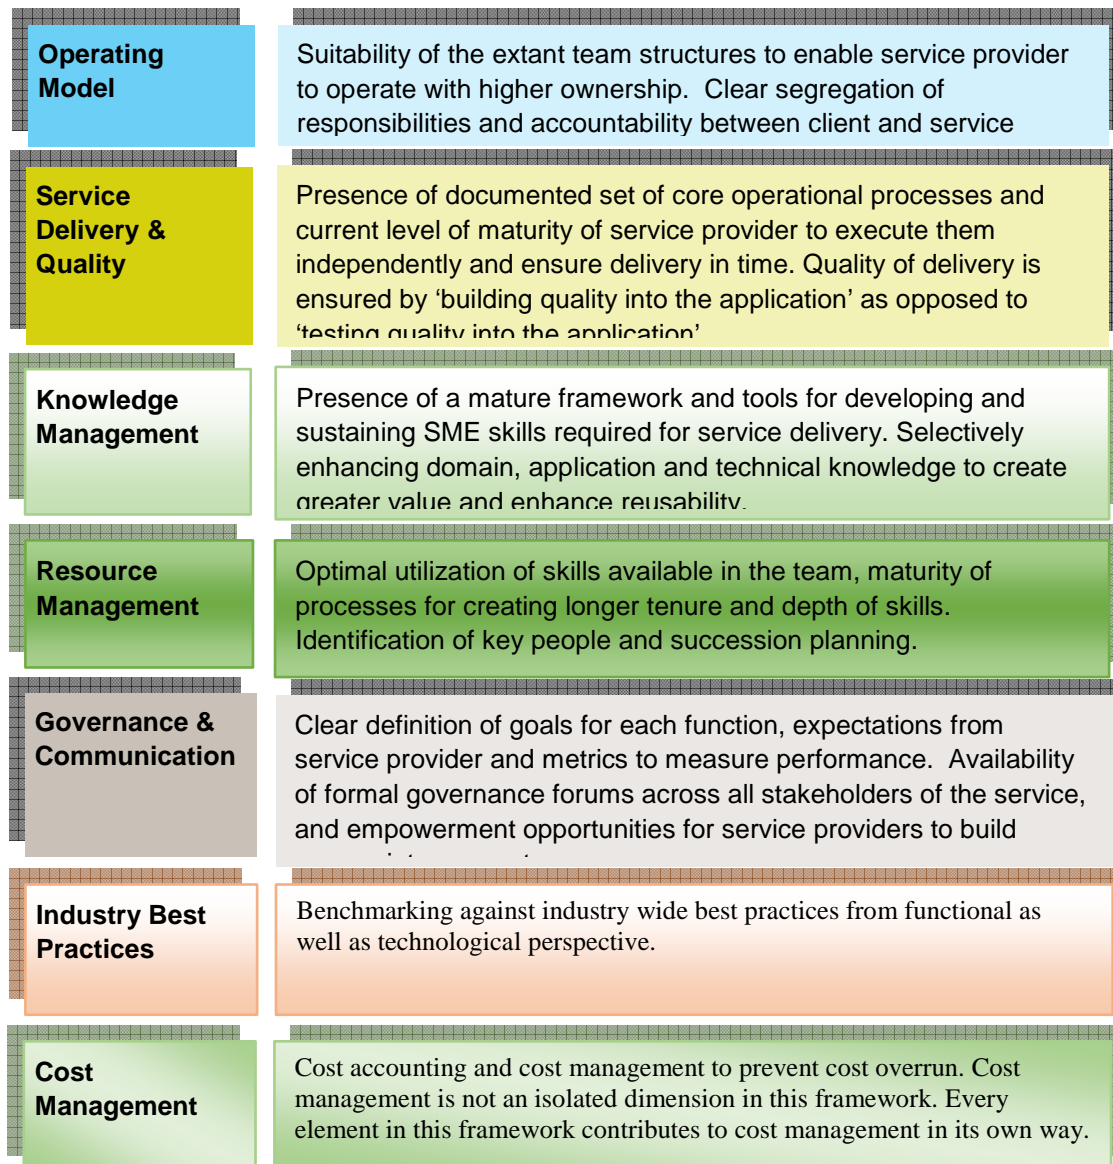 Operating
Model
Suitability of the extant team structures to enable service provider
to operate with higher ownership.  Clear segregation of
responsibilities and accountability between client and service
Service
Delivery &
Quality
Presence of documented set of core operational processes and
current level of maturity of service provider to execute them
independently and ensure delivery in time. Quality of delivery is
ensured by ‘building quality into the application’ as opposed to
‘testing quality into the application’
Knowledge
Management
Presence of a mature framework and tools for developing and
sustaining SME skills required for service delivery. Selectively
enhancing domain, application and technical knowledge to create
greater value and enhance reusability.
Resource
Management
Optimal utilization of skills available in the team, maturity of
processes for creating longer tenure and depth of skills.
Identification of key people and succession planning.
Governance &
Communication
Clear definition of goals for each function, expectations from
service provider and metrics to measure performance.  Availability
of formal governance forums across all stakeholders of the service,
and empowerment opportunities for service providers to build
Industry Best
Practices
Benchmarking against industry wide best practices from functional as
well as technological perspective.
Cost
Management
Cost accounting and cost management to prevent cost overrun. Cost
management is not an isolated dimension in this framework. Every
element in this framework contributes to cost management in its own way.